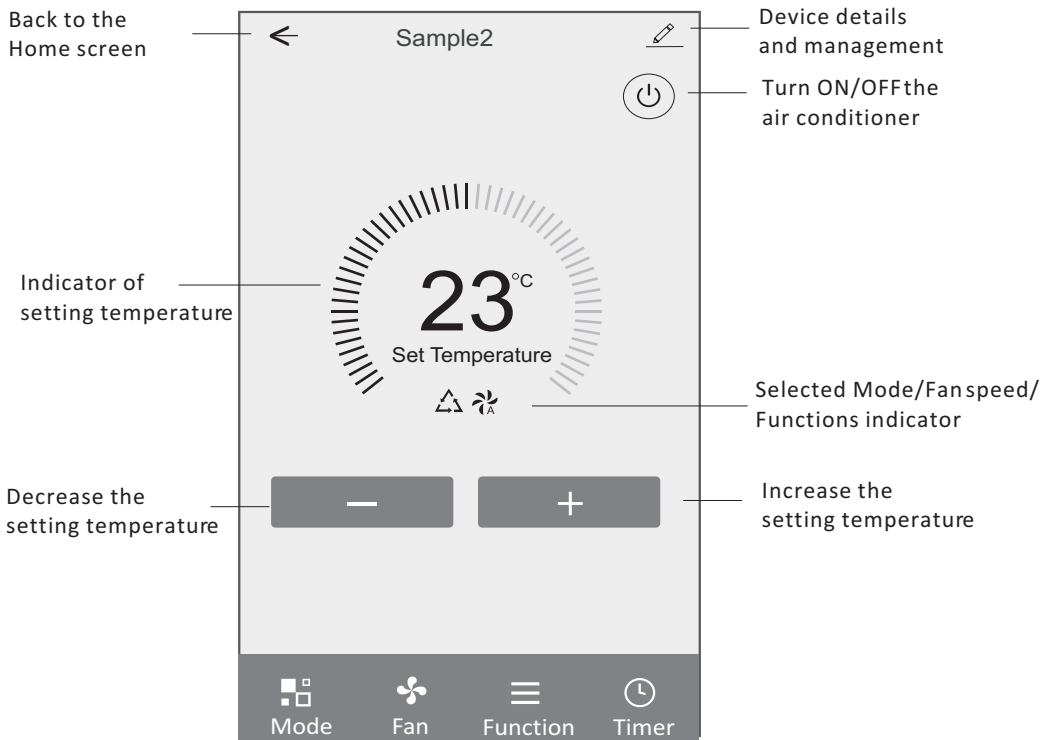 Back to the
Home screen
Sample2
Device details
and management
Turn ON/OFF the
air conditioner
Indicator of
setting temperature
23°C
Set Temperature
A
Selected Mode/Fan speed/
Functions indicator
Decrease the
setting temperature
−
+
Increase the
setting temperature
Mode
Fan
Function
Timer